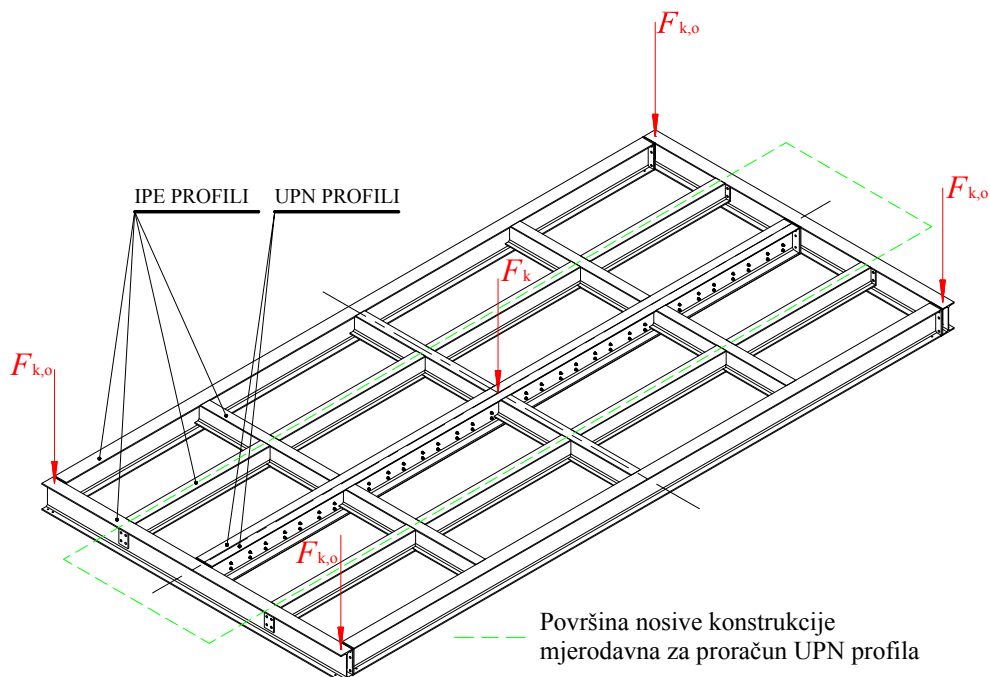 F k,o
IPE PROFILI
UPN PROFILI
F k,o
F k
F k,o
F k,o
Površina nosive konstrukcije
mjerodavna za proračun UPN profila